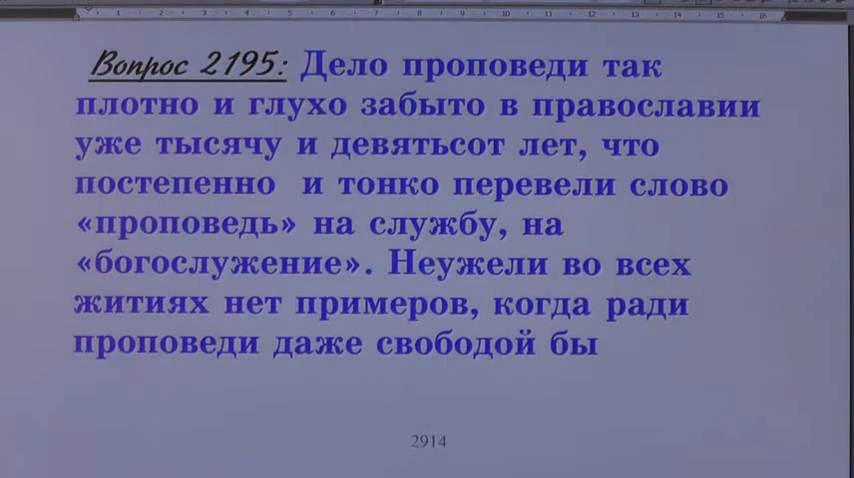 Вопрос 2195: Дело проповеди так
плотно и глухо забыто в православии
уже тысячу и девятьсот лет, что
постепенно и тонко перевели слово
«проповедь» на службу, на
«богослужение». Неужели во всех
житиях нет примеров, когда ради
проповеди даже свободой бы
2914